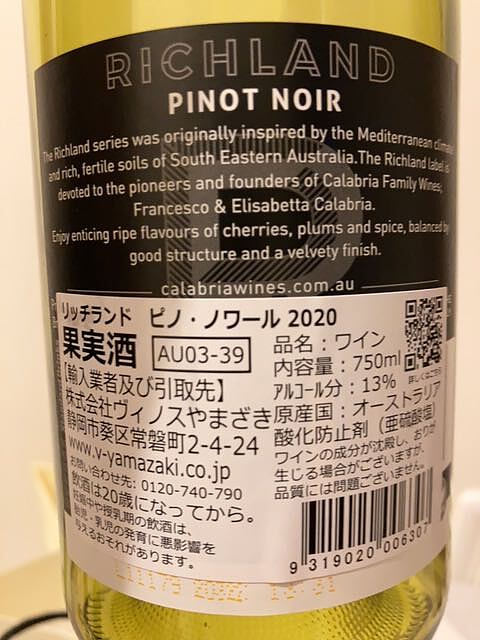 RICHLAND
PINOT NOIR
The Richland series was originally inspired by the Mediterranean
and rich, fertile soils of South Eastern Australia.The Richland label is
devoted to the pioneers and founders of Calabria Family Wines;
Francesco & Elisabetta Calabria.
Enjoy enticing ripe flavours of cherries, plums and spice, balanced by
good structure and a velvety finish.
calabriawines.com.au
リッチランド ピノ・ノワール 2020
果実酒 AU03-39
【輸入業者及び引取先】
株式会社ヴィノスやまざき
静岡市葵区常磐町2-4-24
www.v-yamazaki.co.jp
お問い合わせ先: 0120-740-790
飲酒は20歳になってから。
妊娠中や授乳期の飲酒は、
胎児・乳児の発育に悪影響を
与えるおそれがあります。
品名:ワイン
内容量:750ml
アルコール分:13%
原産国:オーストラリア
酸化防止剤(亜硫酸塩)
ワインの成分が沈殿し、おりが
生じる場合がございますが、
品質には問題ございません。
詳しくはこちら
9 319020 006307